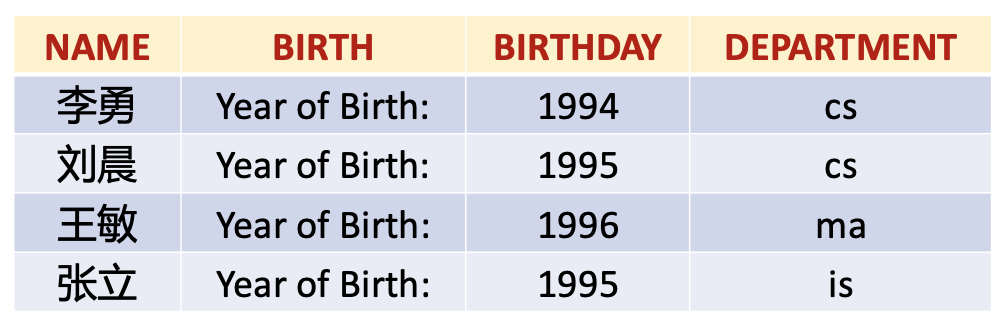 NAME BIRTH BIRTHDAY DEPARTMENT
李勇 Year of Birth: 1994 cs
刘晨 Year of Birth: 1995 cs
王敏 Year of Birth: 1996 ma
张立 Year of Birth: 1995 is